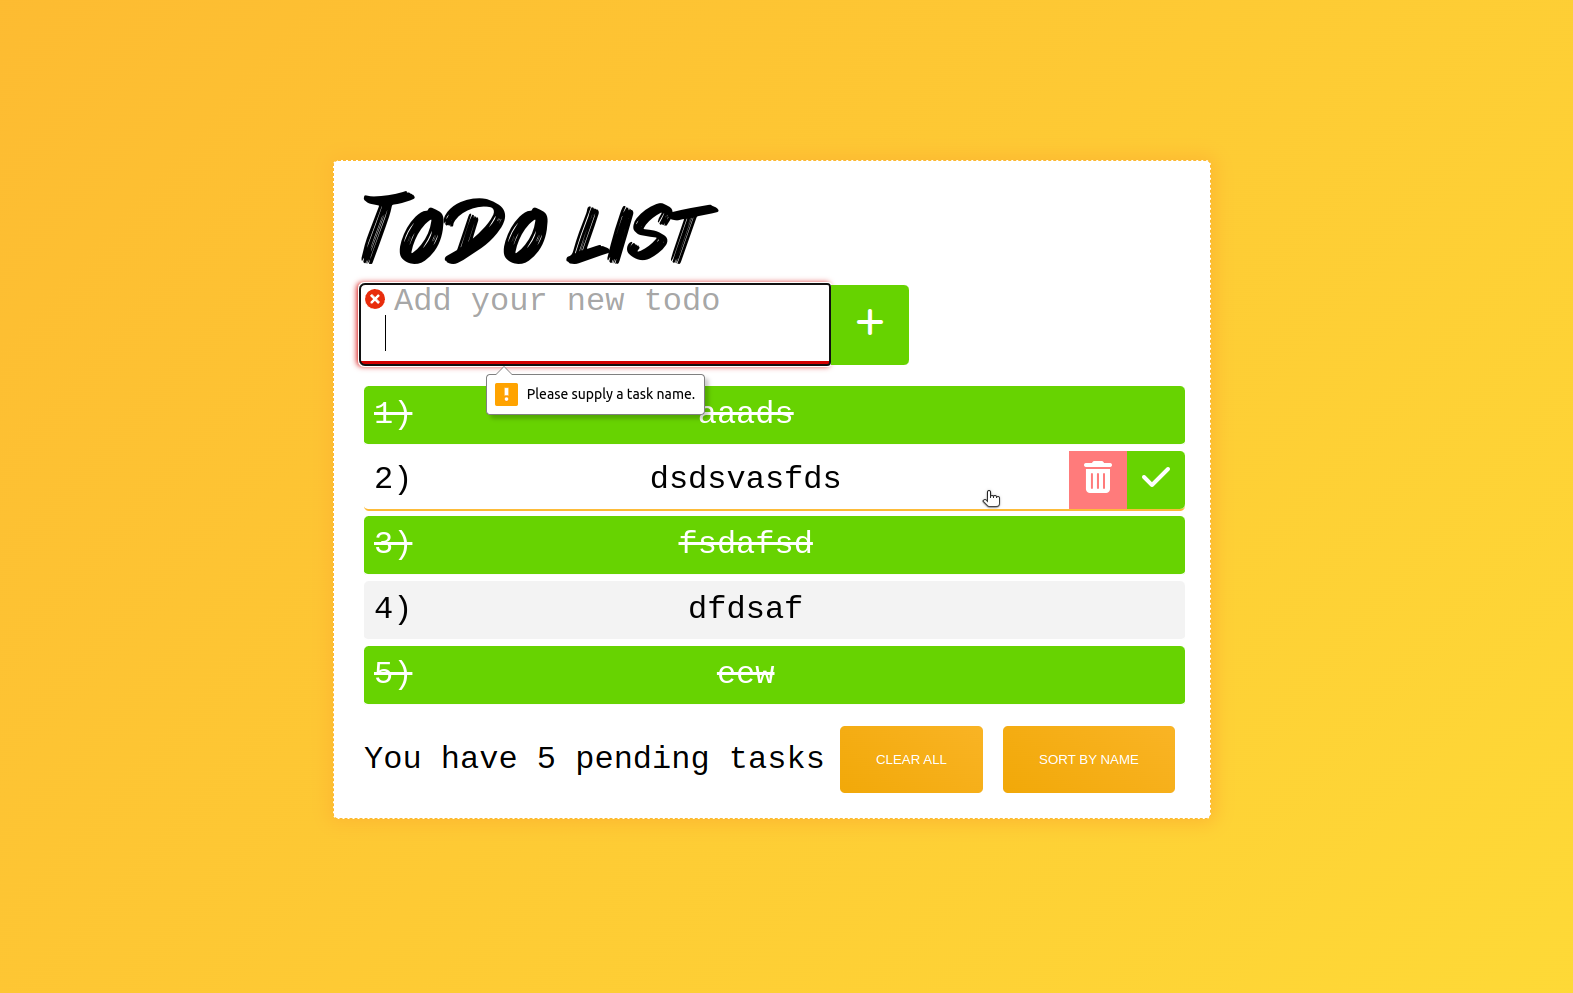 Todo list
Add your new todo
Please supply a task name.
1) aaads
2) dsdsvasfds
3) fsdafsd
4) dfdsaf
5) eew
You have 5 pending tasks
CLEAR ALL
SORT BY NAME